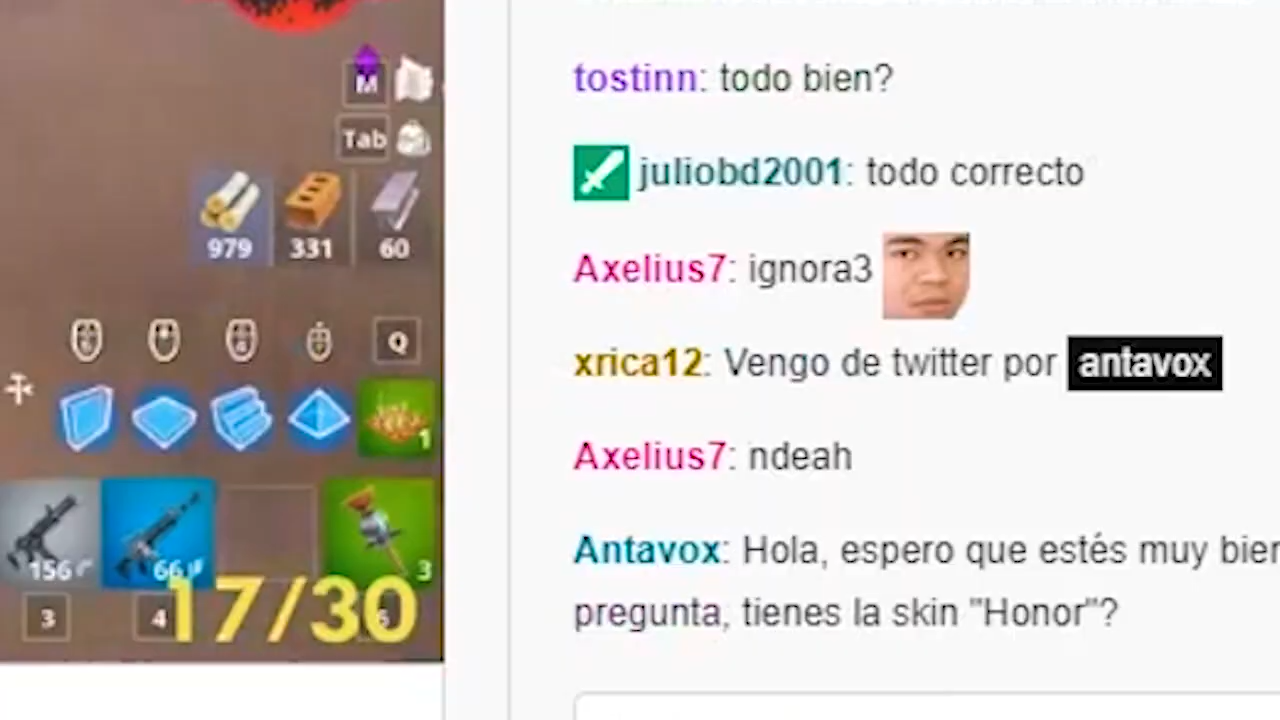 M
Tab
979 331 60
Q
1
156 66 3
17/30
3 4
tostinn: todo bien?
juliobd2001: todo correcto
Axelius7: ignora3
xrica12: Vengo de twitter por antavox
Axelius7: ndeah
Antavox: Hola, espero que estés muy bien
pregunta, tienes la skin "Honor"?